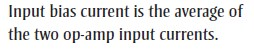 Input bias current is the average of
the two op-amp input currents.